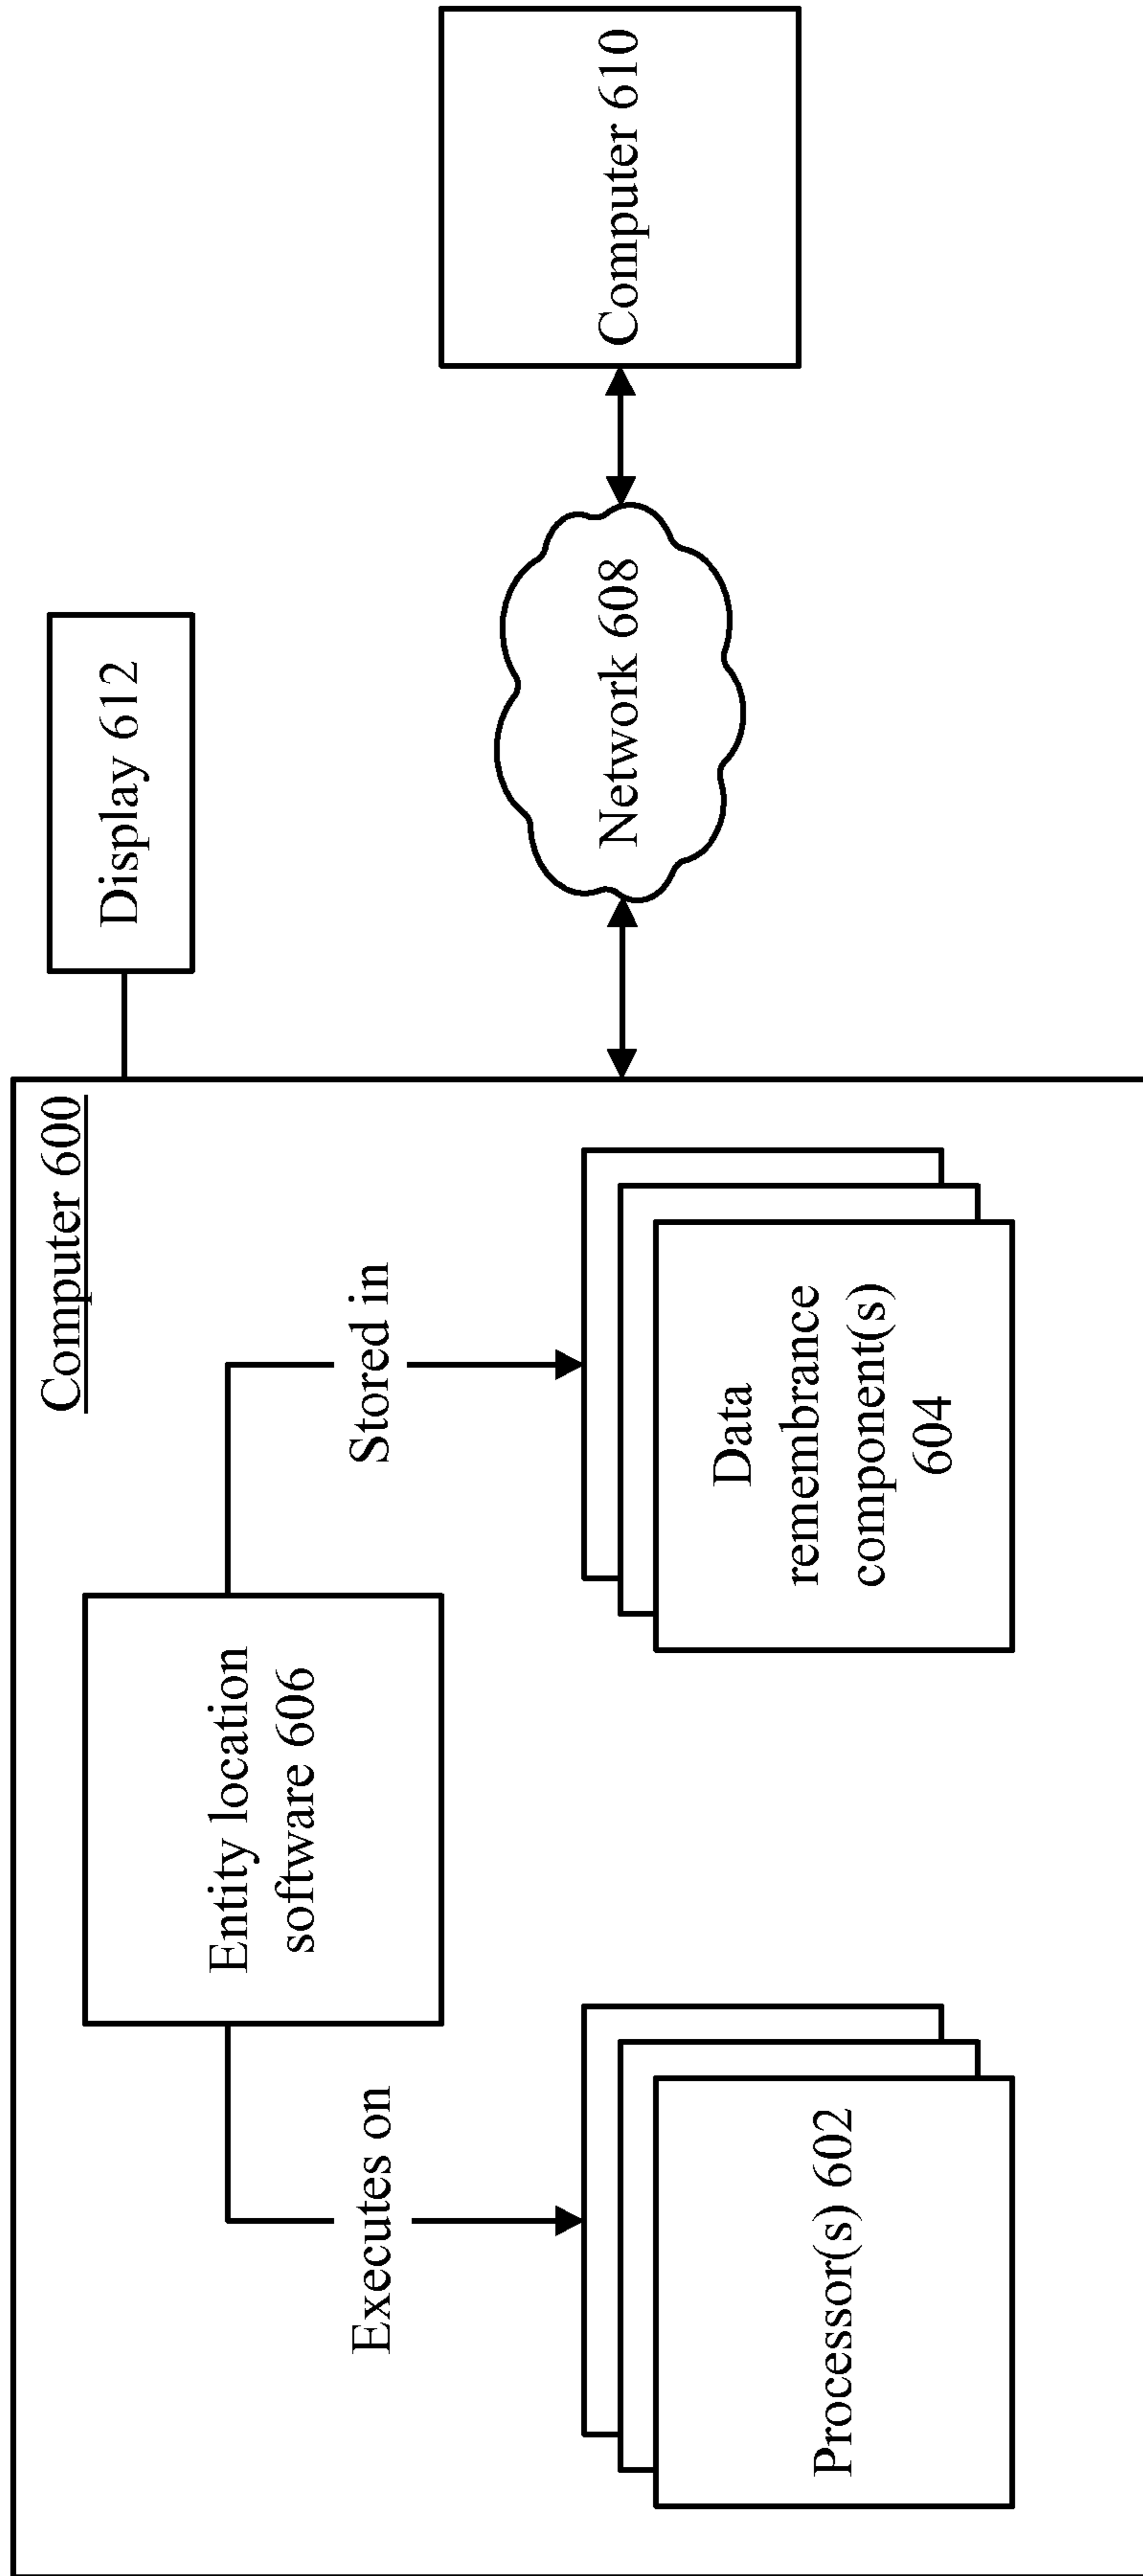 Computer 600
Entity location
software 606
Executes on
Stored in
Processor(s) 602
Data
remembrance
component(s)
604
Display 612
Network 608
Computer 610